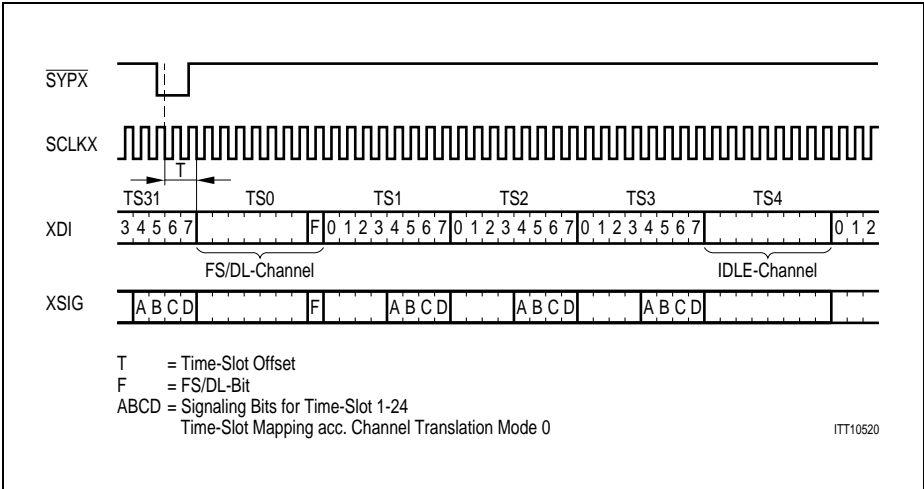 SYPX
SCLKX
T
TS31 TS0 TS1 TS2 TS3 TS4
XDI 3 4 5 6 7 F 0 1 2 3 4 5 6 7 0 1 2 3 4 5 6 7 0 1 2 3 4 5 6 7 0 1 2
FS/DL-Channel IDLE-Channel
XSIG A B C D F A B C D A B C D A B C D
T = Time-Slot Offset
F = FS/DL-Bit
ABCD = Signaling Bits for Time-Slot 1-24
Time-Slot Mapping acc. Channel Translation Mode 0
ITT10520